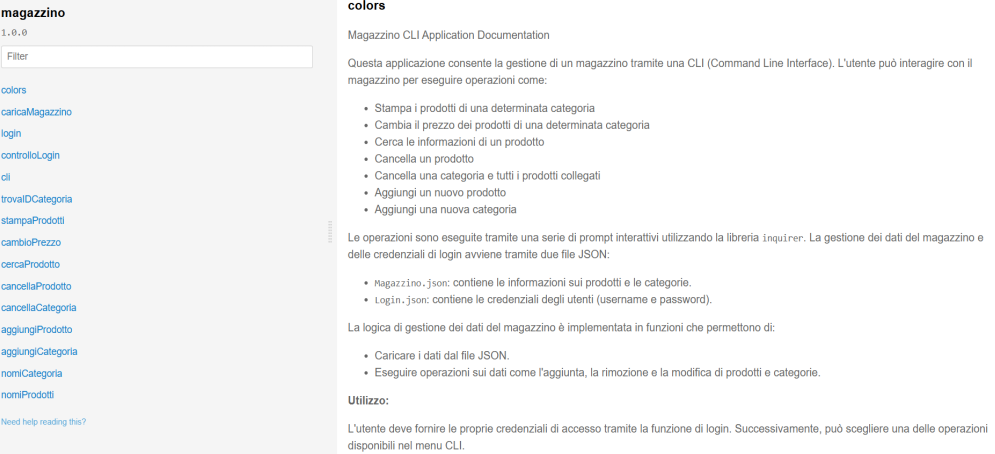 magazzino
1.0.0
Filter
colors
caricaMagazzino
login
controlloLogin
cli
trovaIDCategoria
stampaProdotti
cambioPrezzo
cercaProdotto
cancellaProdotto
cancellaCategoria
aggiungiProdotto
aggiungiCategoria
nomiCategoria
nomiProdotti
Need help reading this?
colors
Magazzino CLI Application Documentation
Questa applicazione consente la gestione di un magazzino tramite una CLI (Command Line Interface). L'utente può interagire con il
magazzino per eseguire operazioni come:
• Stampa i prodotti di una determinata categoria
• Cambia il prezzo dei prodotti di una determinata categoria
• Cerca le informazioni di un prodotto
• Cancella un prodotto
• Cancella una categoria e tutti i prodotti collegati
• Aggiungi un nuovo prodotto
• Aggiungi una nuova categoria
Le operazioni sono eseguite tramite una serie di prompt interattivi utilizzando la libreria inquirer. La gestione dei dati del magazzino e
delle credenziali di login avviene tramite due file JSON:
• Magazzino.json: contiene le informazioni sui prodotti e le categorie.
• Login.json: contiene le credenziali degli utenti (username e password).
La logica di gestione dei dati del magazzino è implementata in funzioni che permettono di:
• Caricare i dati dal file JSON.
• Eseguire operazioni sui dati come l'aggiunta, la rimozione e la modifica di prodotti e categorie.
Utilizzo:
L'utente deve fornire le proprie credenziali di accesso tramite la funzione di login. Successivamente, può scegliere una delle operazioni
disponibili nel menu CLI.